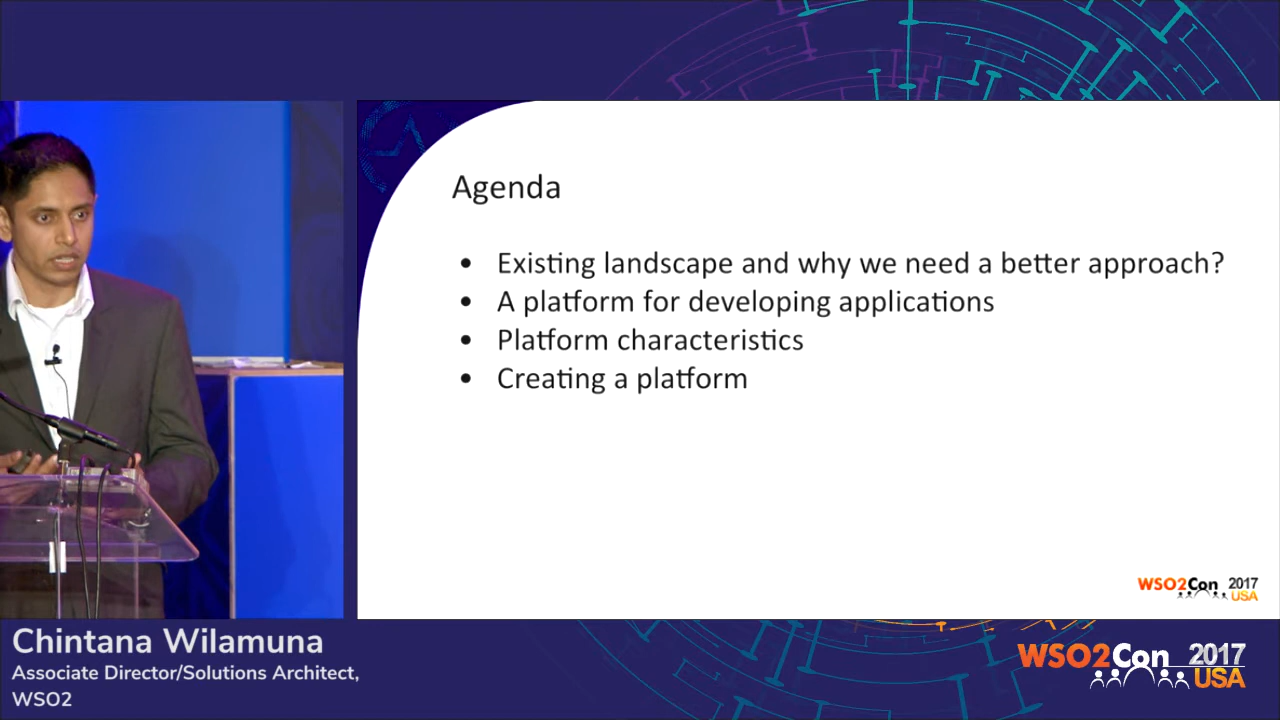 Agenda
• Existing landscape and why we need a better approach?
• A platform for developing applications
• Platform characteristics
• Creating a platform
WSO2Con 2017
USA
Chintana Wilamuna
Associate Director/Solutions Architect,
WSO2
WSO2Con 2017
USA